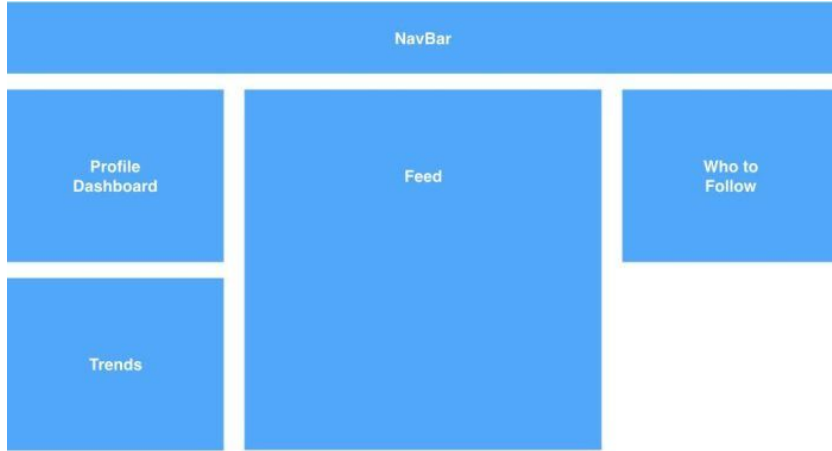 NavBar
Profile
Dashboard
Feed
Who to
Follow
Trends